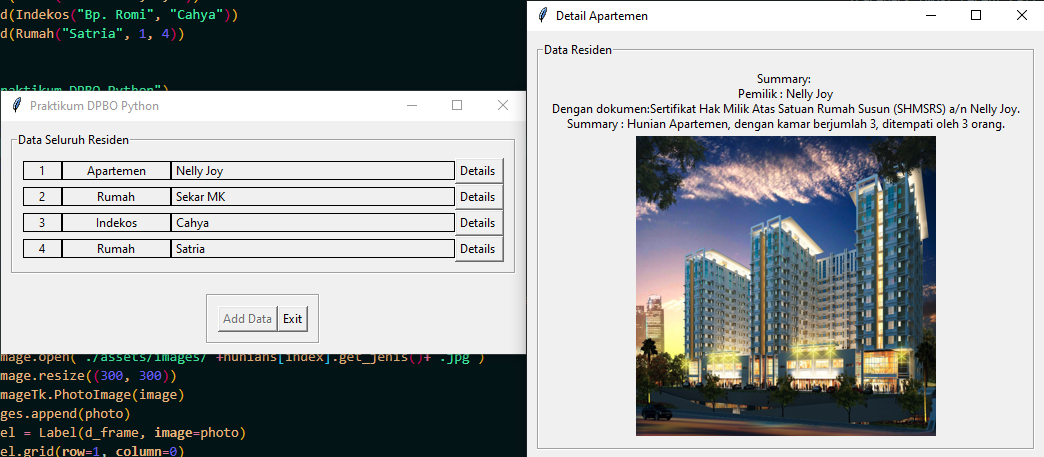 d(Indekos("Bp. Romi", "Cahya"))
d(Rumah("Satria", 1, 4))
raktikum DPBO Python")
Praktikum DPBO Python
Data Seluruh Residen
1 Apartemen Nelly Joy Details
2 Rumah Sekar MK Details
3 Indekos Cahya Details
4 Rumah Satria Details
Add Data Exit
mage.open("./assets/images/"+hunians[index].get_jenis()+".jpg")
mage.resize((300, 300))
mageTk.PhotoImage(image)
ges.append(photo)
el = Label(d_frame, image=photo)
el.grid(row=1, column=0)
Detail Apartemen
Data Residen
Summary:
Pemilik : Nelly Joy
Dengan dokumen:Sertifikat Hak Milik Atas Satuan Rumah Susun (SHMSRS) a/n Nelly Joy.
Summary : Hunian Apartemen, dengan kamar berjumlah 3, ditempati oleh 3 orang.